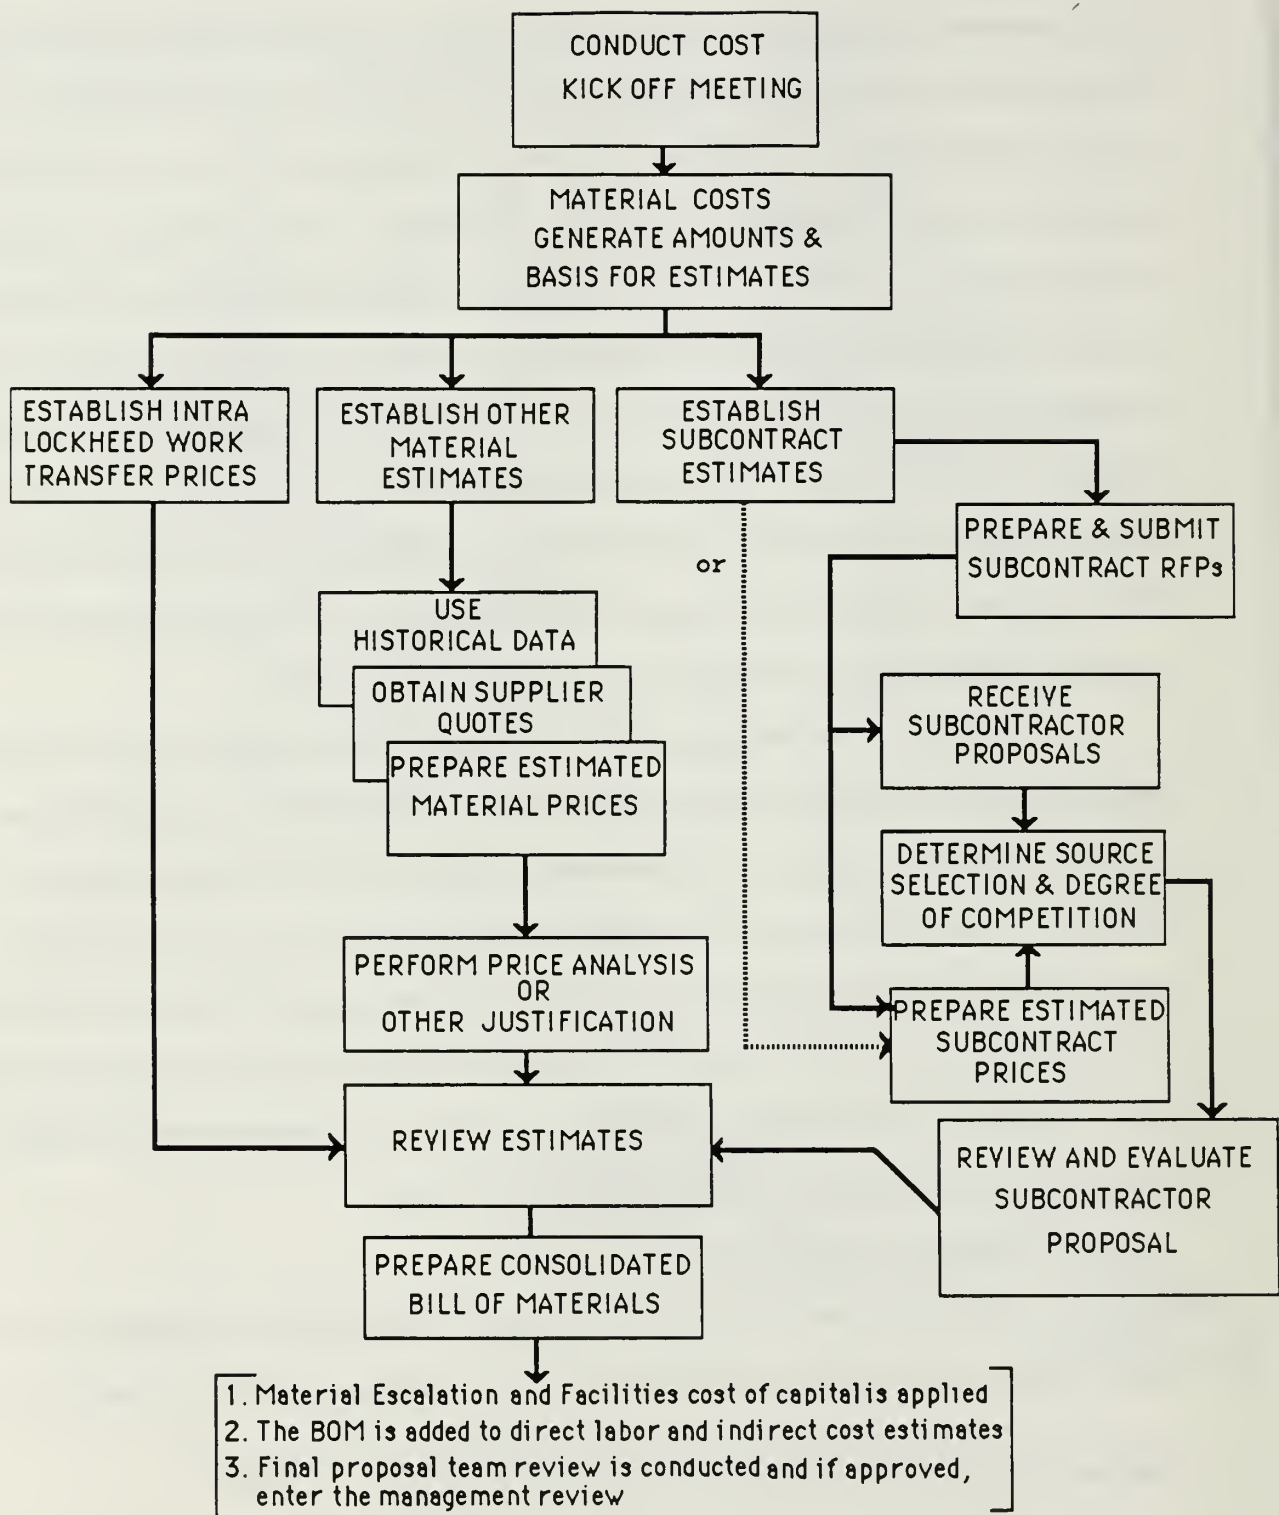 CONDUCT COST
KICK OFF MEETING
MATERIAL COSTS
GENERATE AMOUNTS &
BASIS FOR ESTIMATES
ESTABLISH INTRA
LOCKHEED WORK
TRANSFER PRICES
ESTABLISH OTHER
MATERIAL
ESTIMATES
ESTABLISH
SUBCONTRACT
ESTIMATES
PREPARE & SUBMIT
SUBCONTRACT RFPs
or
USE
HISTORICAL DATA
OBTAIN SUPPLIER
QUOTES
PREPARE ESTIMATED
MATERIAL PRICES
RECEIVE
SUBCONTRACTOR
PROPOSALS
DETERMINE SOURCE
SELECTION & DEGREE
OF COMPETITION
PERFORM PRICE ANALYSIS
OR
OTHER JUSTIFICATION
PREPARE ESTIMATED
SUBCONTRACT
PRICES
REVIEW ESTIMATES
REVIEW AND EVALUATE
SUBCONTRACTOR
PROPOSAL
PREPARE CONSOLIDATED
BILL OF MATERIALS
1. Material Escalation and Facilities cost of capital is applied
2. The BOM is added to direct labor and indirect cost estimates
3. Final proposal team review is conducted and if approved,
enter the management review